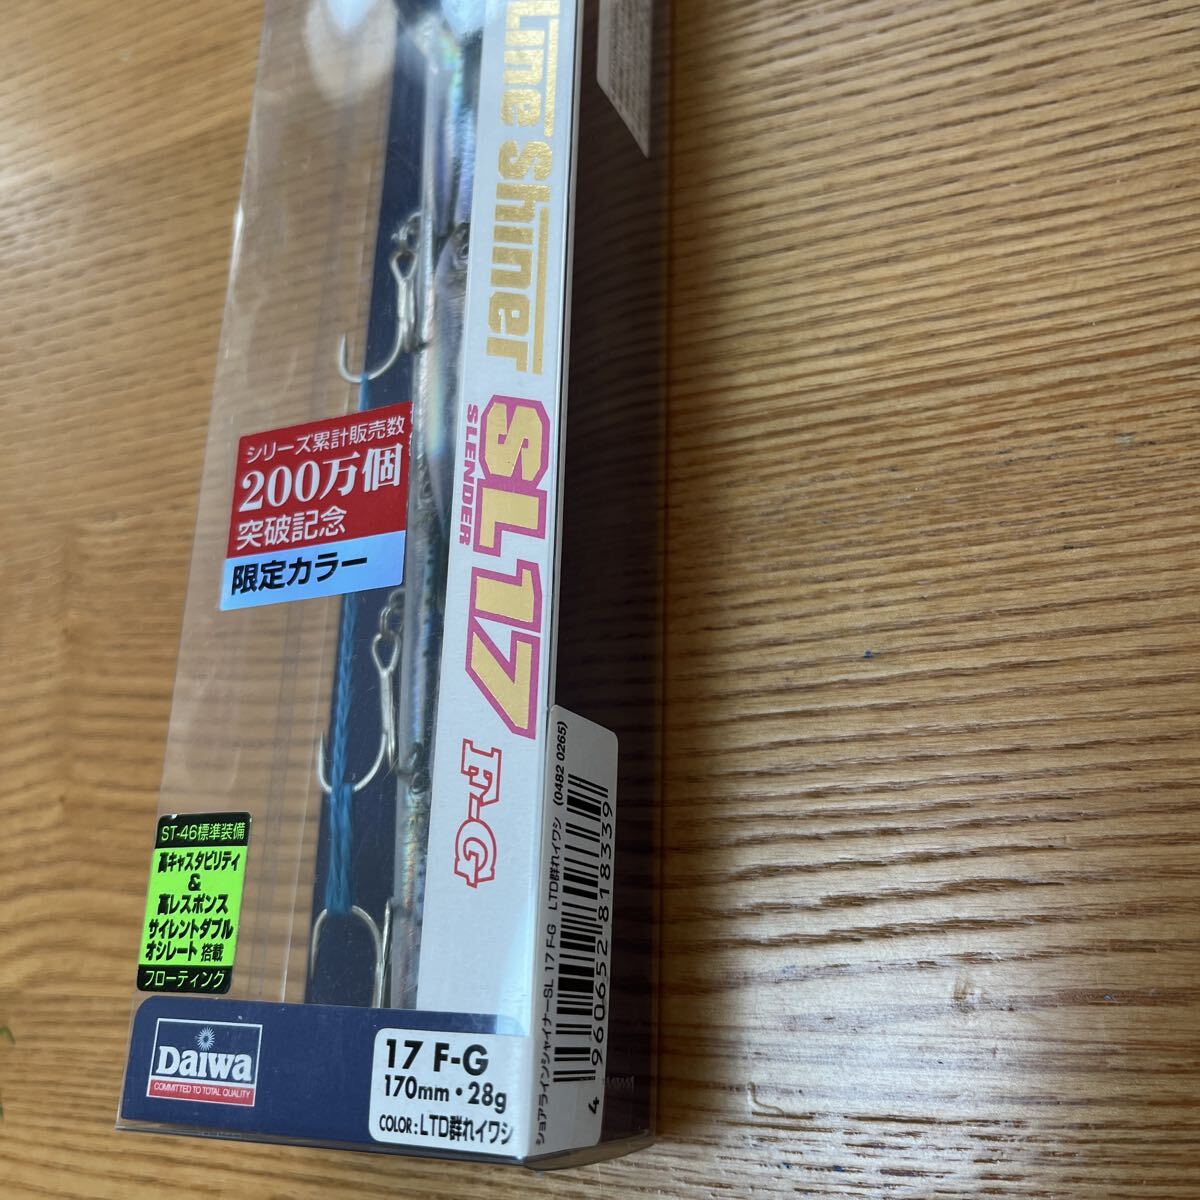 Line Shiner
SL17
SLENDER
F-G
シリーズ累計販売数
200万個
突破記念
限定カラー
ST-46標準装備
高キャスタビリティ
&
高レスポンス
サイレントダブル
オシレート 搭載
フローティング
Daiwa
COMMITTED TO TOTAL QUALITY
17 F-G
170mm・28g
COLOR:LTD群れイワシ
ショアラインシャイナーSL 17 F-G LTD群れイワシ (0482 0265)
4 960652 818339